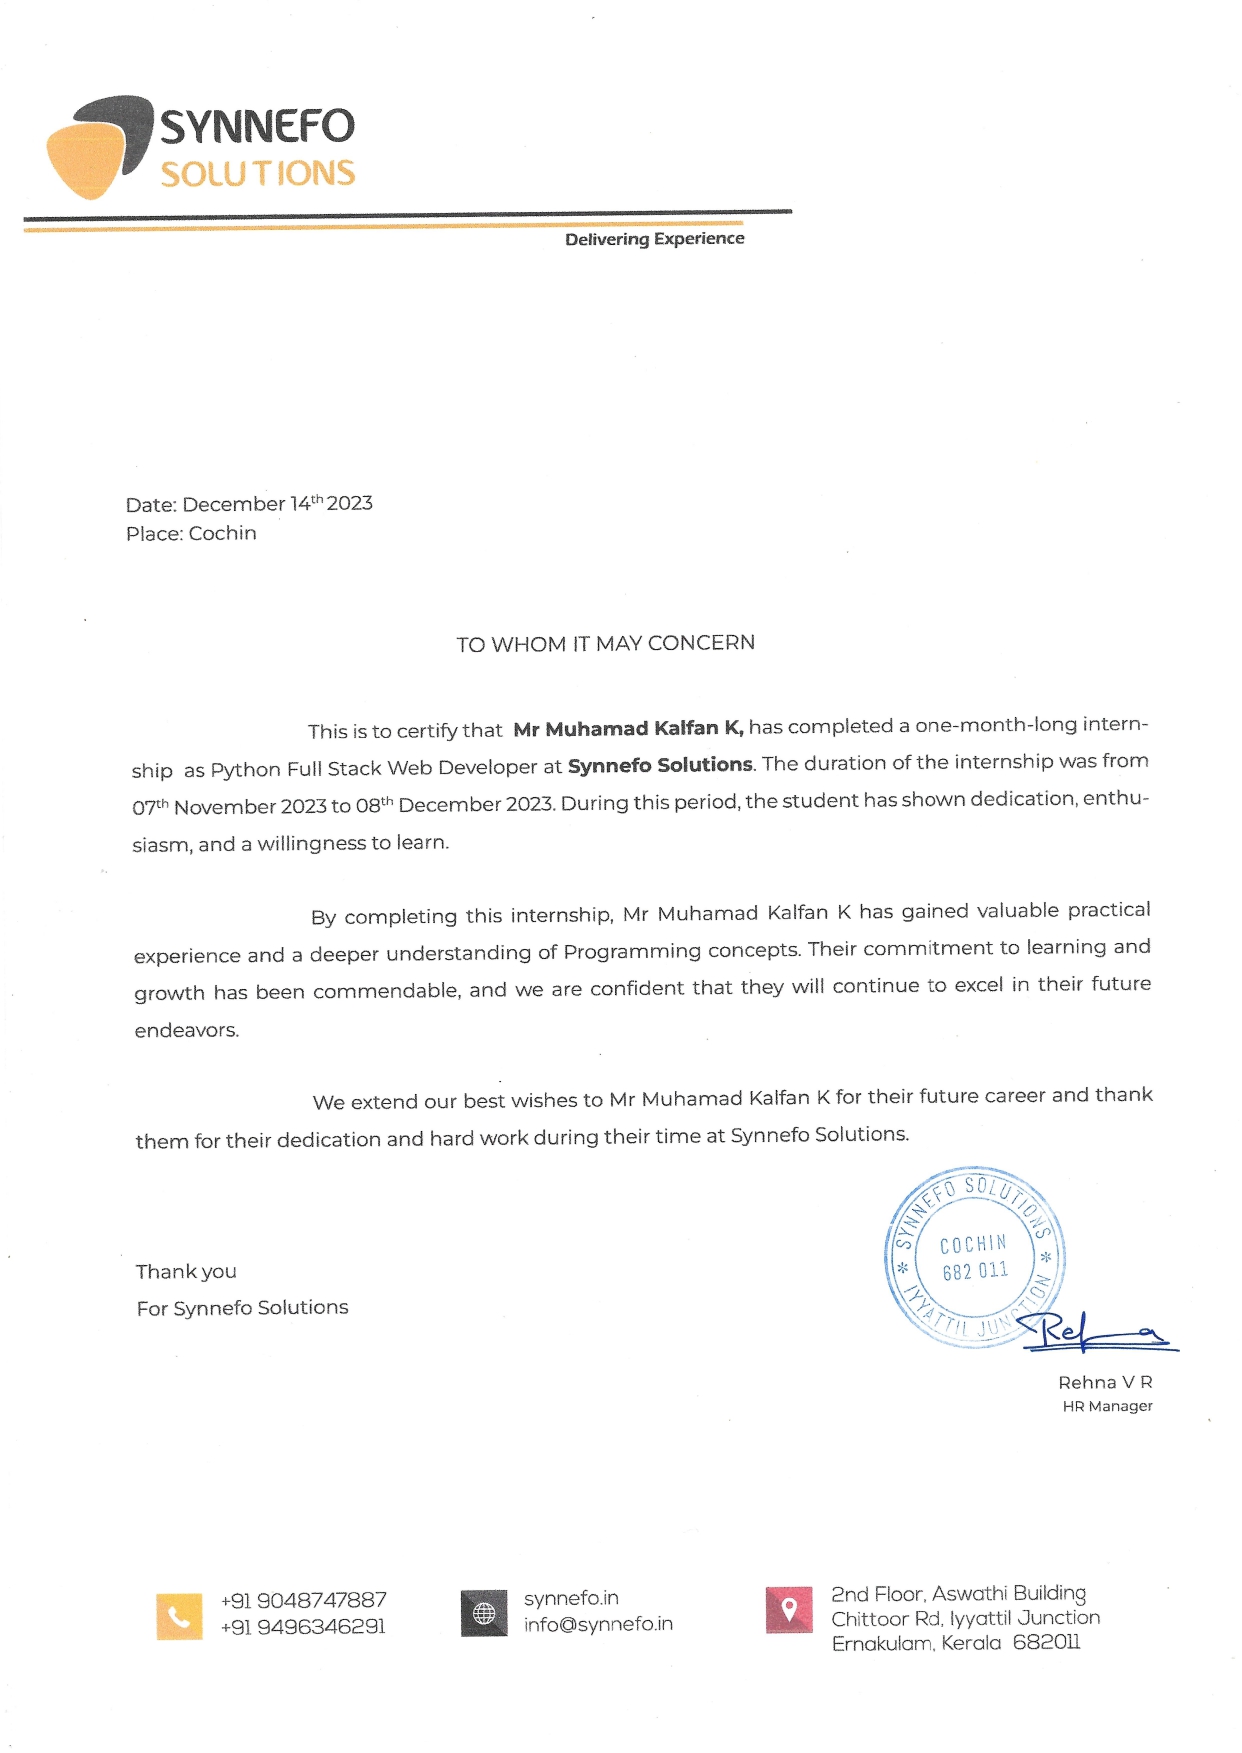 SYNNEFO
SOLUTIONS
Delivering Experience
Date: December 14th 2023
Place: Cochin
TO WHOM IT MAY CONCERN
This is to certify that Mr Muhamad Kalfan K, has completed a one-month-long intern-
ship as Python Full Stack Web Developer at Synnefo Solutions. The duration of the internship was from
07th November 2023 to 08th December 2023. During this period, the student has shown dedication, enthu-
siasm, and a willingness to learn.
By completing this internship, Mr Muhamad Kalfan K has gained valuable practical
experience and a deeper understanding of Programming concepts. Their commitment to learning and
growth has been commendable, and we are confident that they will continue to excel in their future
endeavors.
We extend our best wishes to Mr Muhamad Kalfan K for their future career and thank
them for their dedication and hard work during their time at Synnefo Solutions.
* SYNNEFO SOLUTIONS *
COCHIN
682 011
IYYATTIL JUNCTION
Thank you
For Synnefo Solutions
Rehna
Rehna V R
HR Manager
+91 9048747887
+91 9496346291
synnefo.in
info@synnefo.in
2nd Floor, Aswathi Building
Chittoor Rd, Iyyattil Junction
Ernakulam, Kerala 682011